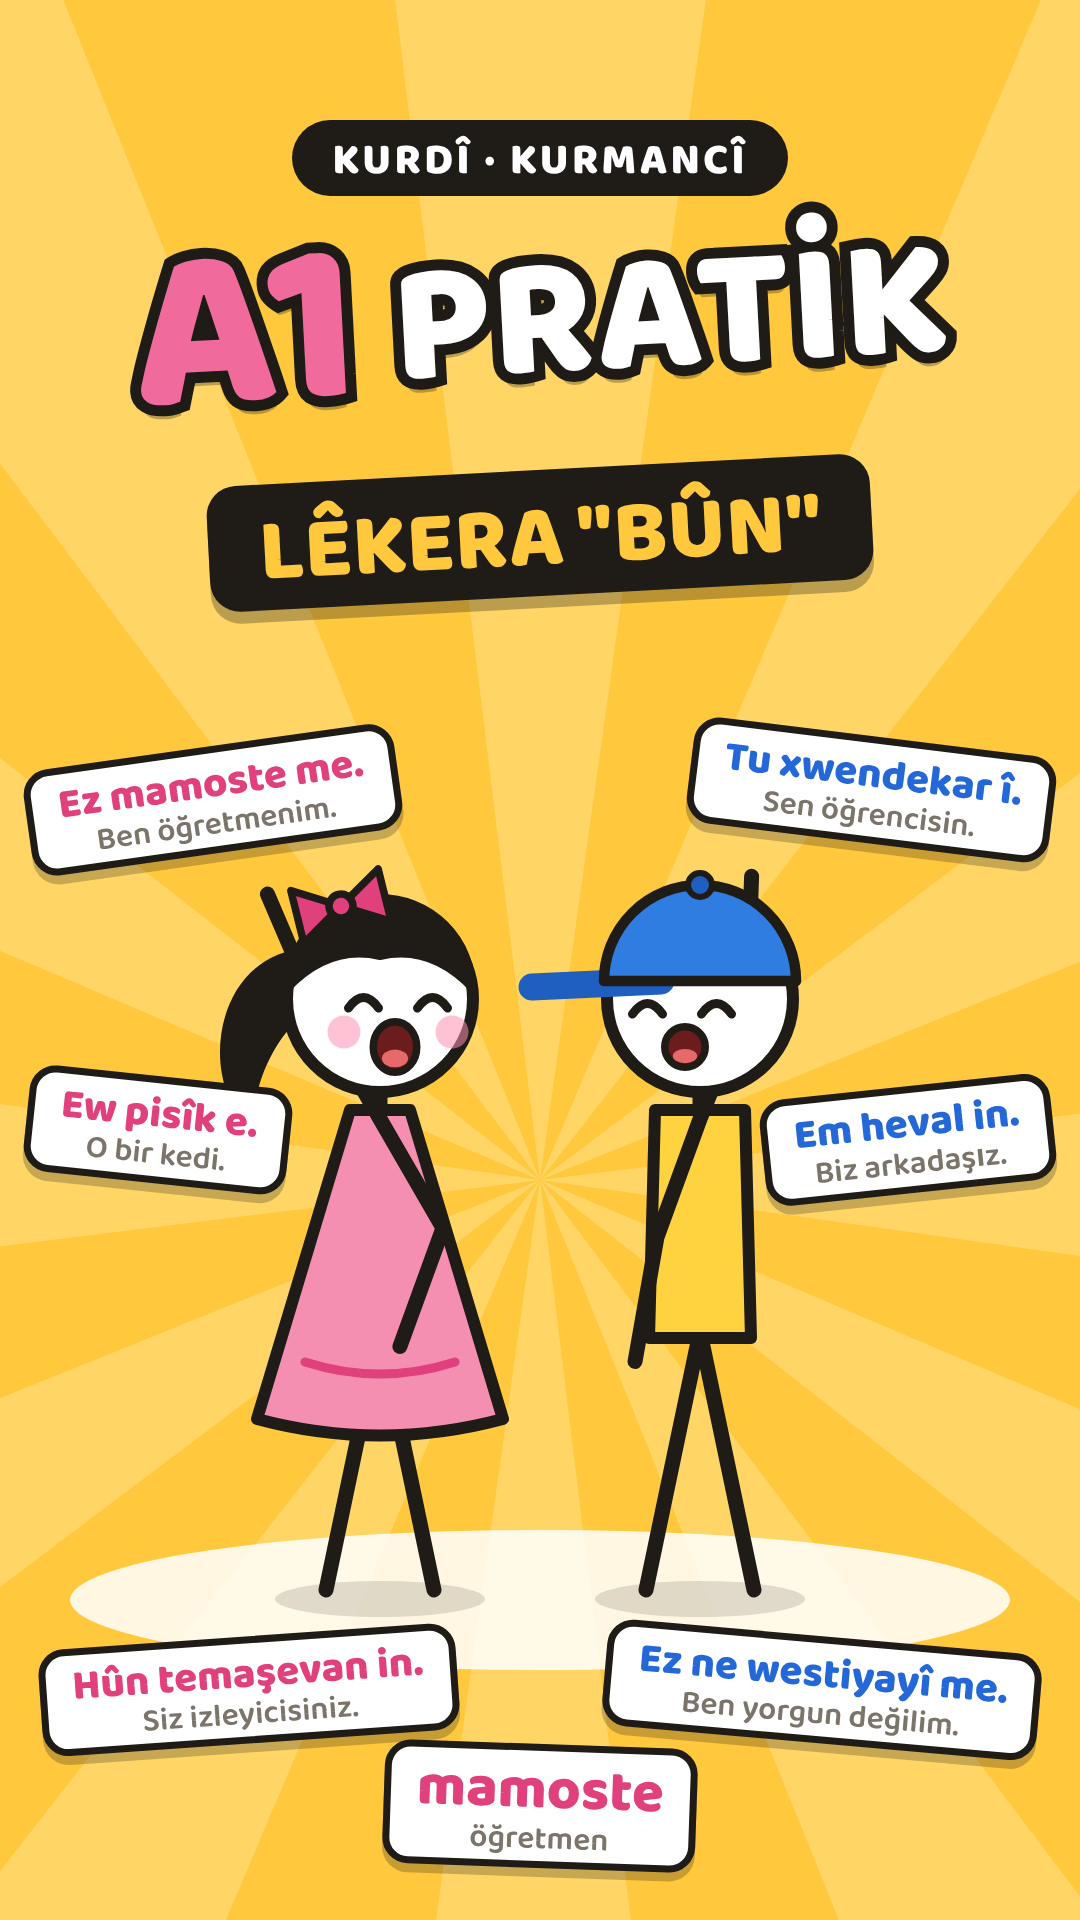 KURDÎ · KURMANCÎ
A1 PRATİK
LÊKERA "BÛN"
Ez mamoste me.
Ben öğretmenim.
Tu xwendekar î.
Sen öğrencisin.
Ew pisîk e.
O bir kedi.
Em heval in.
Biz arkadaşız.
Hûn temaşevan in.
Siz izleyicisiniz.
Ez ne westiyayî me.
Ben yorgun değilim.
mamoste
öğretmen